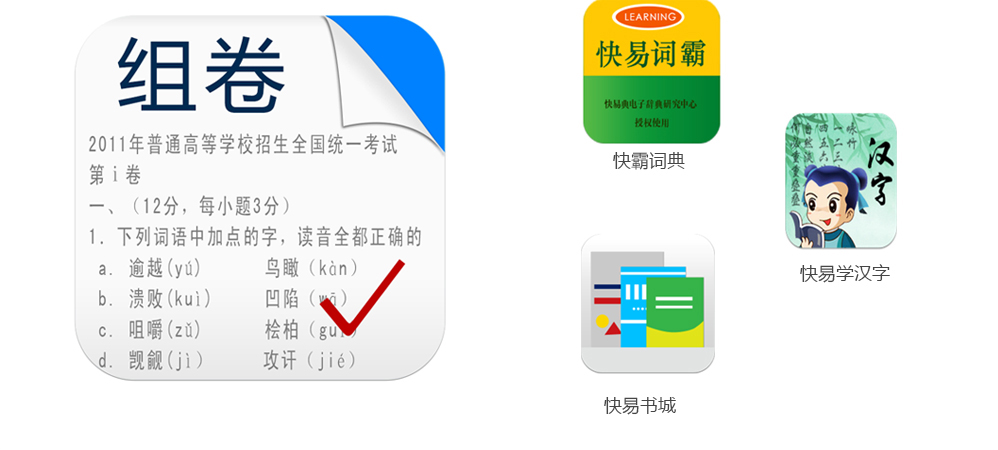 组卷
2011年普通高等学校招生全国统一考试
第ⅰ卷
一、（12分，每小题3分）
1. 下列词语中加点的字，读音全都正确的
a. 逾越(yú) 鸟瞰（kàn）
b. 溃败(kuì) 凹陷（wā）
c. 咀嚼(zǔ) 桧柏（guì）
d. 觊觎(jì) 攻讦（jié）
LEARNING
快易词霸
快易典电子辞典研究中心
授权使用
快霸词典
汉字
快易学汉字
快易书城